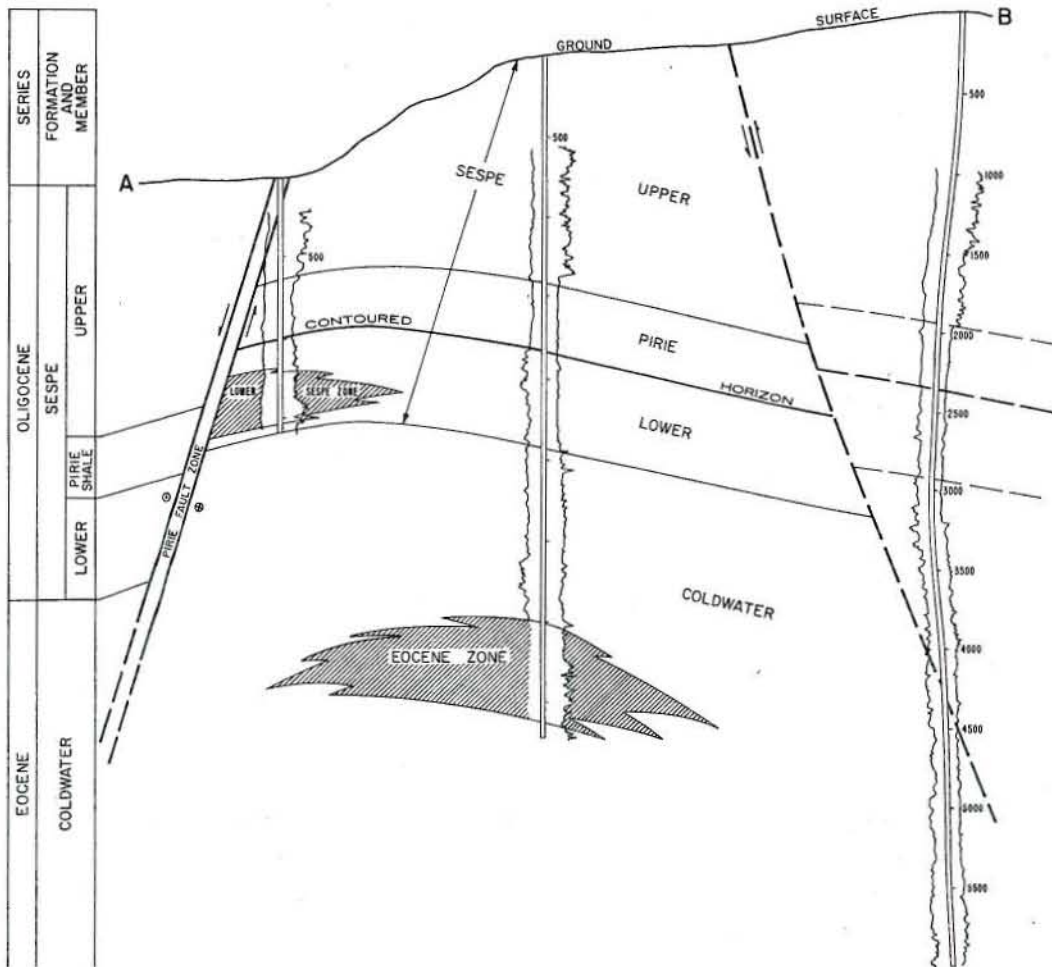 SERIES
FORMATION
AND
MEMBER
OLIGOCENE
SESPE
UPPER
PIRIE
SHALE
LOWER
EOCENE
COLDWATER
A
B
GROUND
SURFACE
SESPE
UPPER
CONTOURED
HORIZON
PIRIE
LOWER
LOWER
SESPE ZONE
PIRIE FAULT ZONE
COLDWATER
EOCENE ZONE
500
500
500
1000
1500
2000
2500
3000
3500
4000
4500
5000
5500